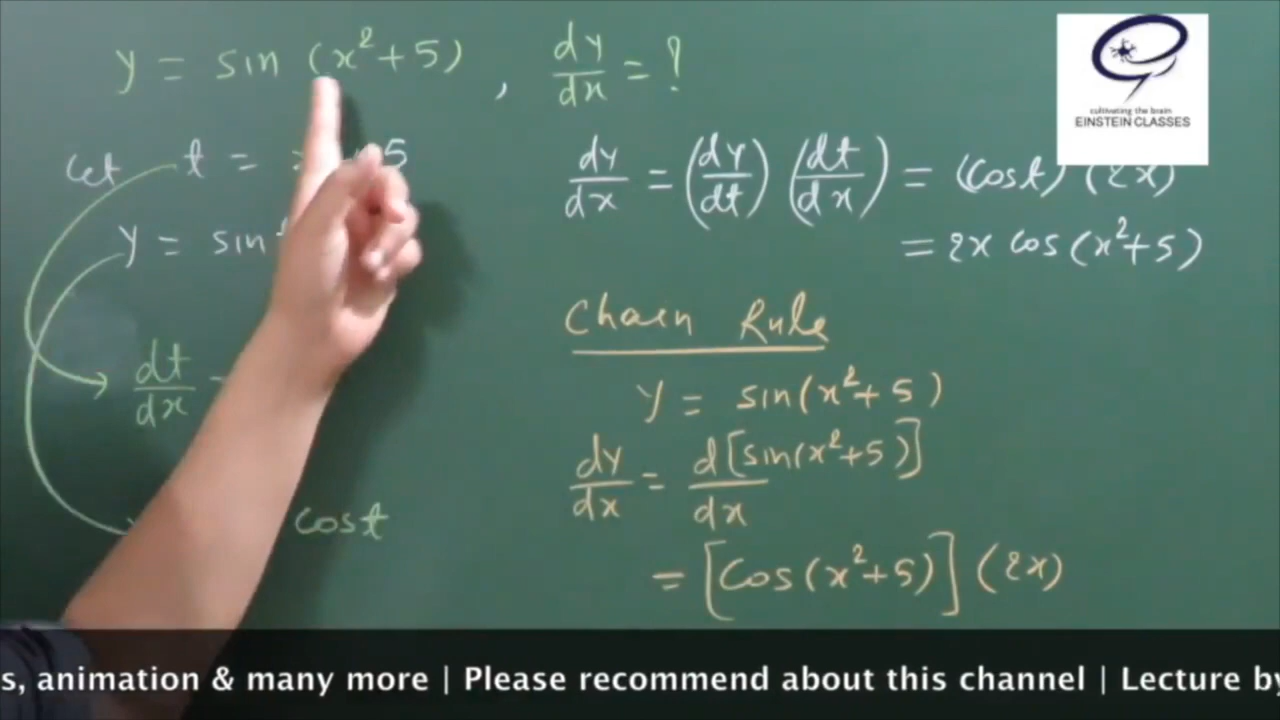 y = sin (x²+5) , dy/dx = ?
Let t = 5
y = sin
dt/dx
cost
dy/dx = (dy/dt) (dt/dx) = (cost) (2x)
= 2x cos(x²+5)
Chain Rule
y = sin(x²+5)
dy/dx = d[sin(x²+5)]/dx
= [cos(x²+5)] (2x)
cultivating the brain
EINSTEIN CLASSES
s, animation & many more | Please recommend about this channel | Lecture by